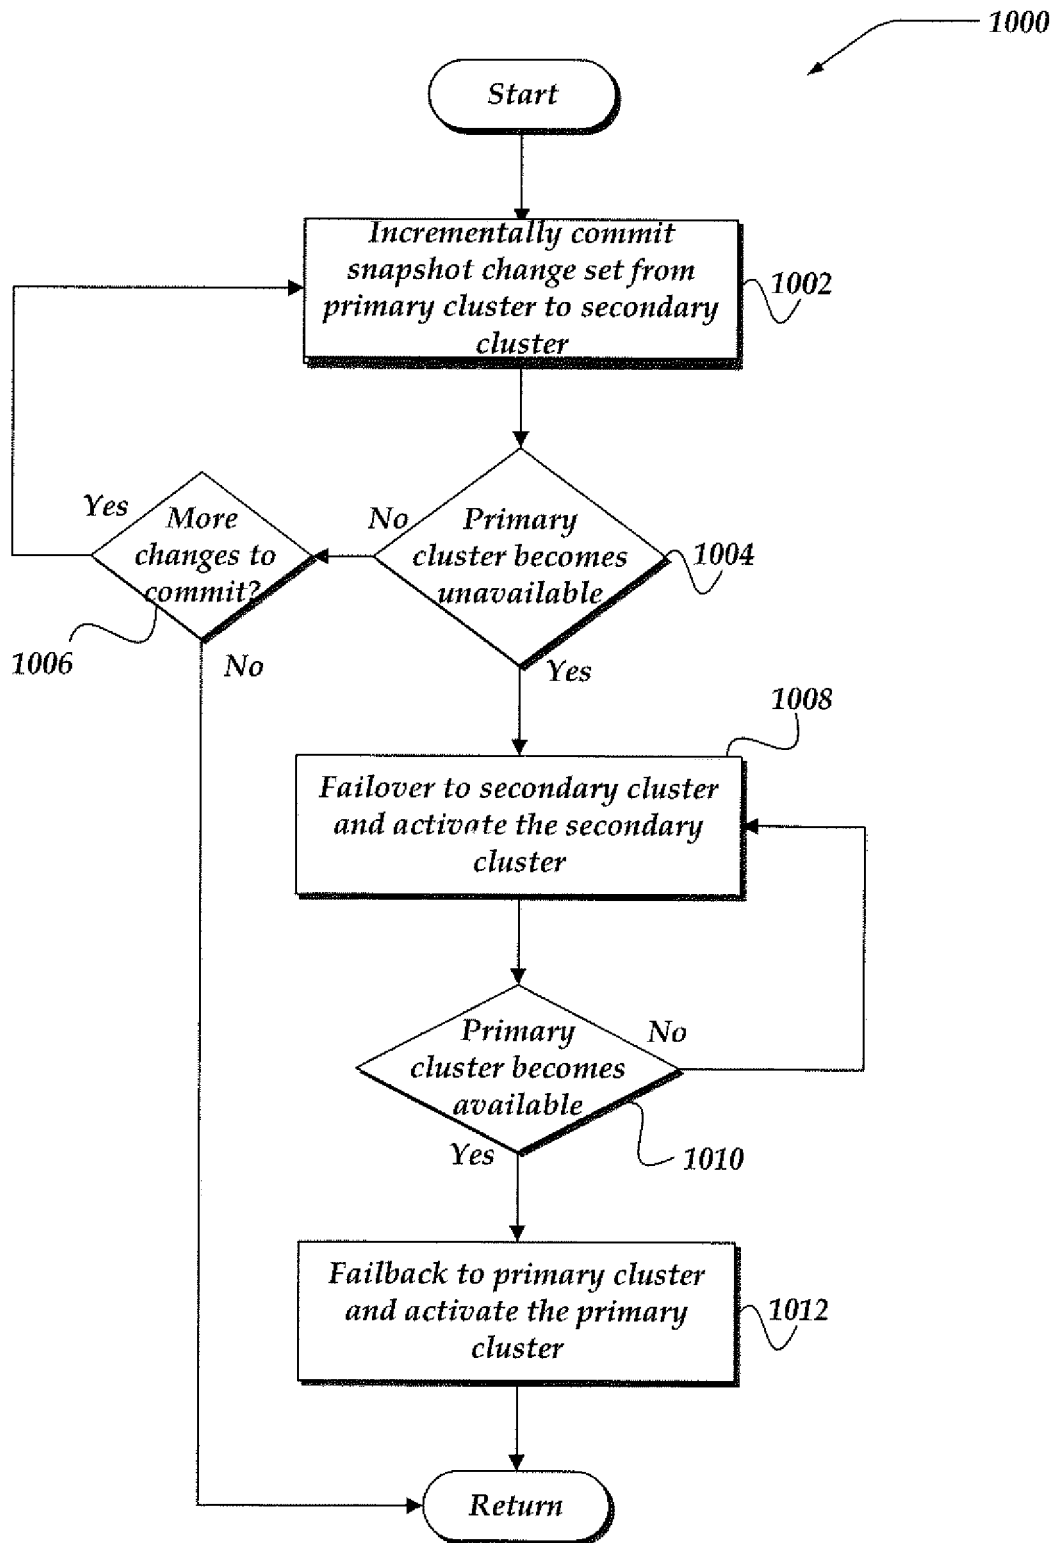 1000
Start
Incrementally commit
snapshot change set from
primary cluster to secondary
cluster
1002
Yes
More
changes to
commit?
No
Primary
cluster becomes
unavailable
1004
1006
No
Yes
1008
Failover to secondary cluster
and activate the secondary
cluster
Primary
cluster becomes
available
No
Yes
1010
Failback to primary cluster
and activate the primary
cluster
1012
Return